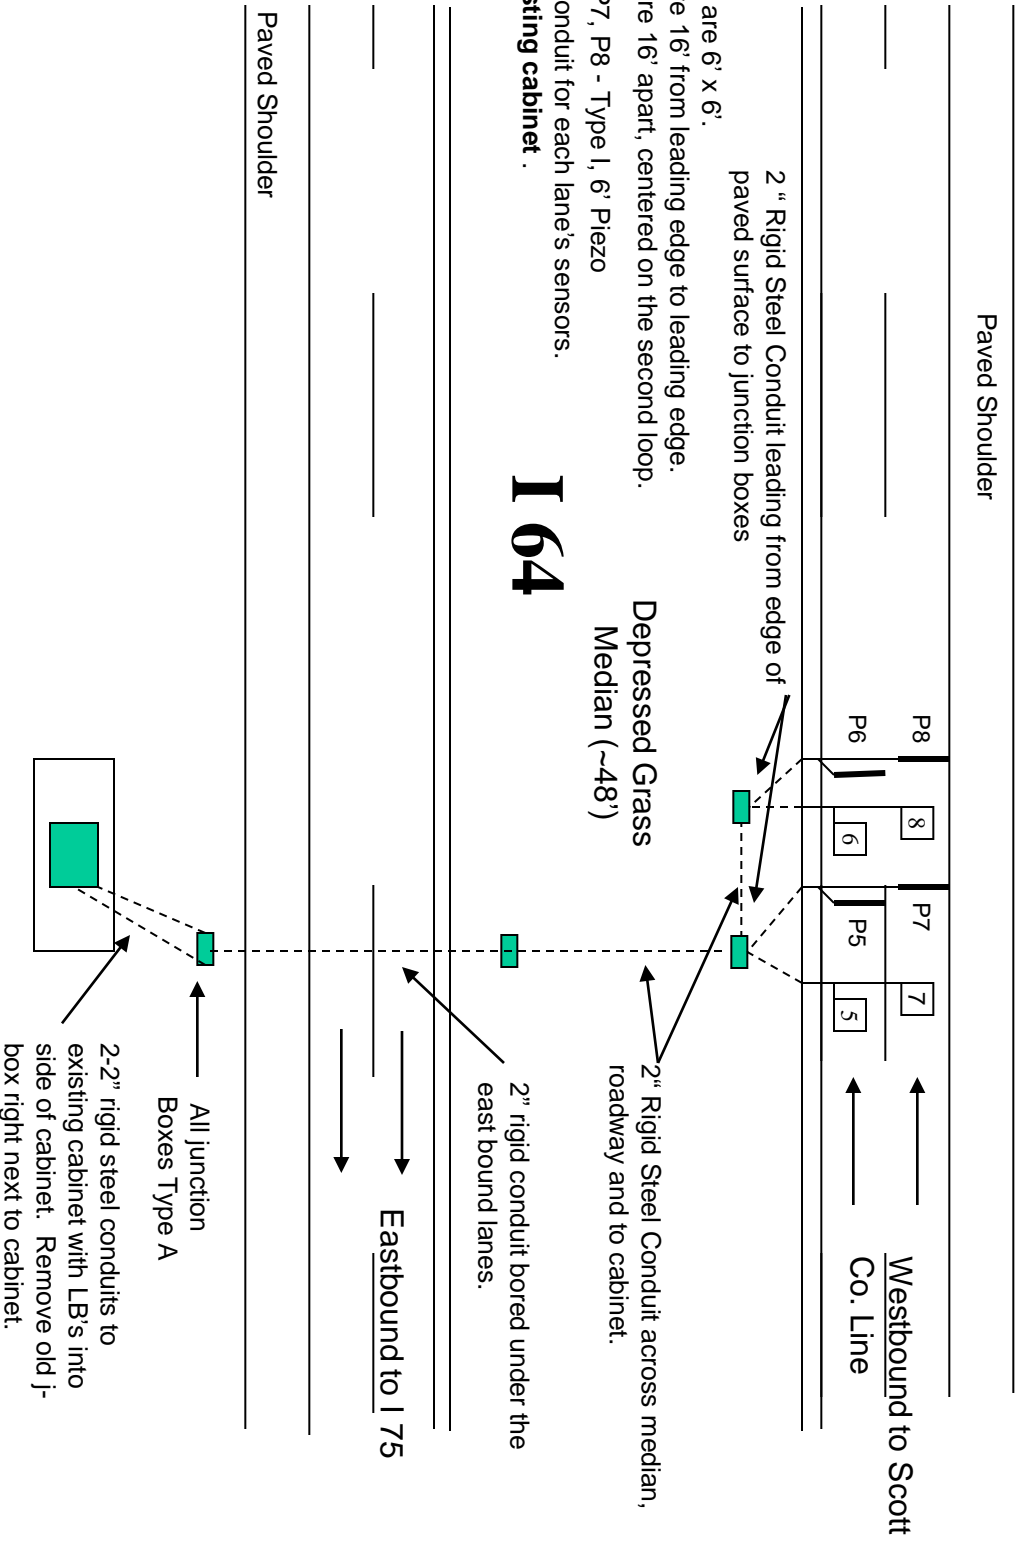 Paved Shoulder
are 6’ x 6’.
re 16’ from leading edge to leading edge.
re 16’ apart, centered on the second loop.
P7, P8 - Type I, 6’ Piezo
onduit for each lane’s sensors.
sting cabinet .
2 “ Rigid Steel Conduit leading from edge of
paved surface to junction boxes
P8
P6
8
6
P7
P5
7
5
Westbound to Scott
Co. Line
I 64
Depressed Grass
Median (~48’)
2“ Rigid Steel Conduit across median,
roadway and to cabinet.
2” rigid conduit bored under the
east bound lanes.
Eastbound to I 75
Paved Shoulder
All junction
Boxes Type A
2-2” rigid steel conduits to
existing cabinet with LB’s into
side of cabinet. Remove old j-
box right next to cabinet.